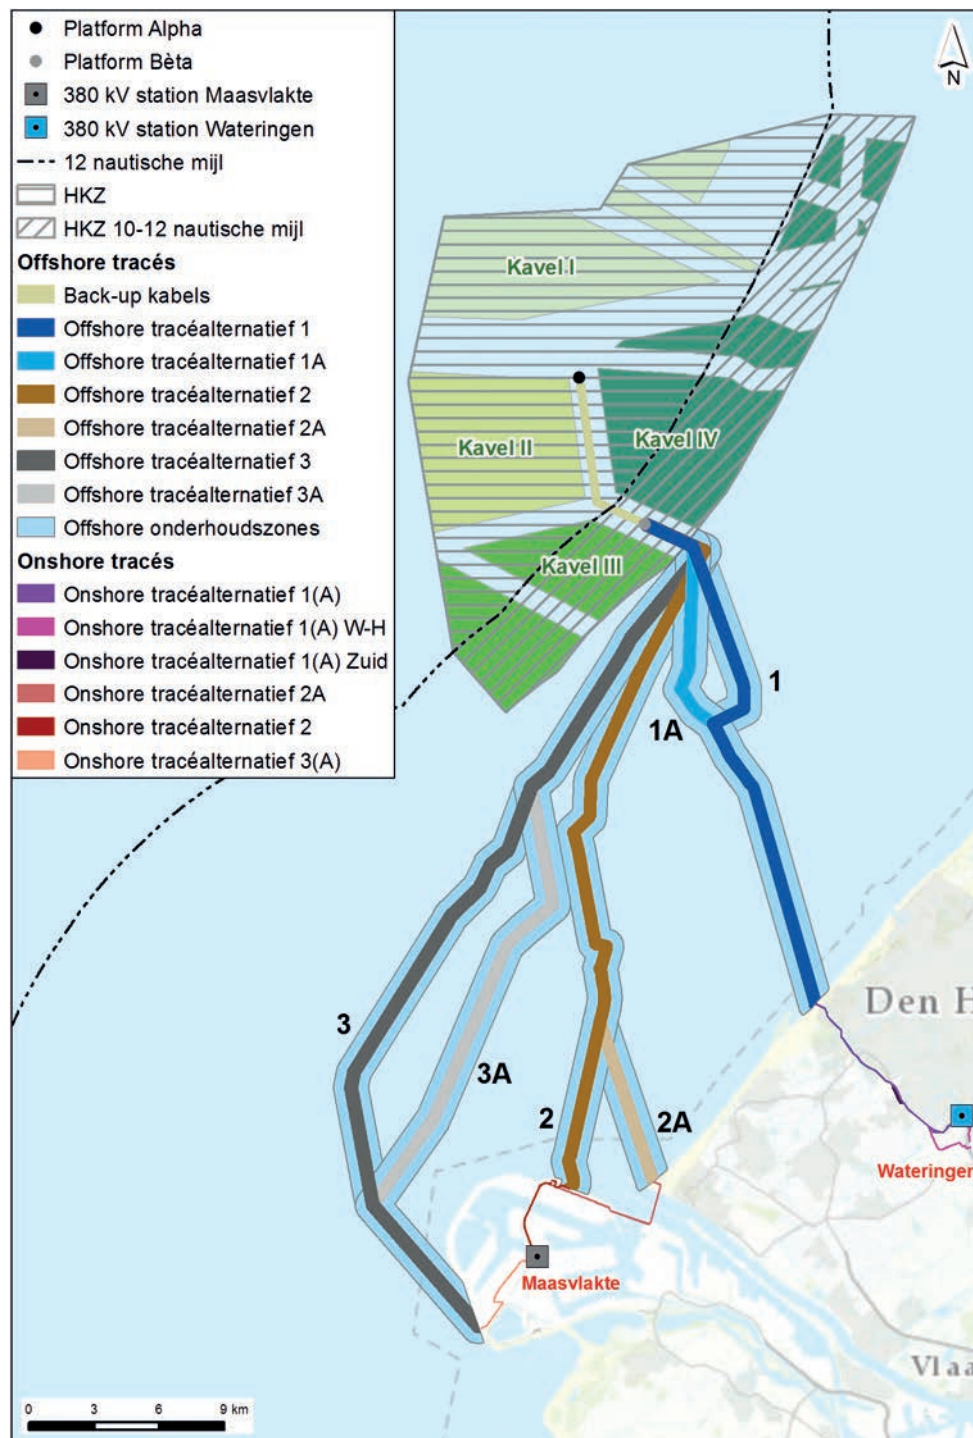 Platform Alpha
Platform Bèta
380 kV station Maasvlakte
380 kV station Wateringen
12 nautische mijl
HKZ
HKZ 10-12 nautische mijl
Offshore tracés
Back-up kabels
Offshore tracéalternatief 1
Offshore tracéalternatief 1A
Offshore tracéalternatief 2
Offshore tracéalternatief 2A
Offshore tracéalternatief 3
Offshore tracéalternatief 3A
Offshore onderhoudszones
Onshore tracés
Onshore tracéalternatief 1(A)
Onshore tracéalternatief 1(A) W-H
Onshore tracéalternatief 1(A) Zuid
Onshore tracéalternatief 2A
Onshore tracéalternatief 2
Onshore tracéalternatief 3(A)
N
Kavel I
Kavel II
Kavel IV
Kavel III
1
1A
3
3A
2
2A
Den H
Wateringen
Maasvlakte
Vlaa
0 3 6 9 km